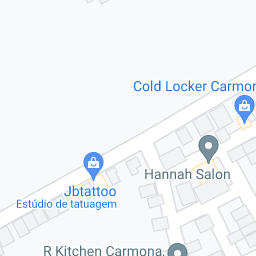 Cold Locker Carmon
Hannah Salon
Jbtattoo
Estúdio de tatuagem
R Kitchen Carmona,